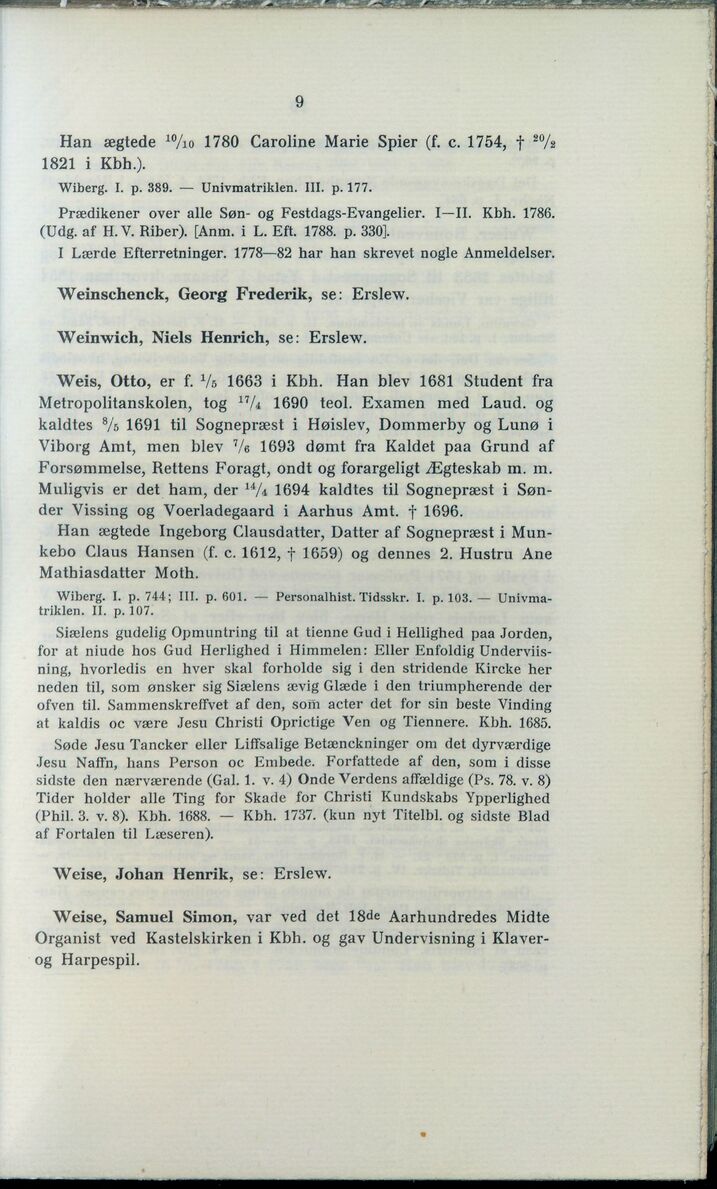 9
Han ægtede ¹⁰/₁₀ 1780 Caroline Marie Spier (f. c. 1754, † ²⁰/₂
1821 i Kbh.).
Wiberg. I. p. 389. — Univmatriklen. III. p. 177.
Prædikener over alle Søn- og Festdags-Evangelier. I—II. Kbh. 1786.
(Udg. af H. V. Riber). [Anm. i L. Eft. 1788. p. 330].
I Lærde Efterretninger. 1778—82 har han skrevet nogle Anmeldelser.
Weinschenck, Georg Frederik, se: Erslew.
Weinwich, Niels Henrich, se: Erslew.
Weis, Otto, er f. ¹/₅ 1663 i Kbh. Han blev 1681 Student fra
Metropolitanskolen, tog ¹⁷/₄ 1690 teol. Examen med Laud. og
kaldtes ⁸/₅ 1691 til Sognepræst i Høislev, Dommerby og Lunø i
Viborg Amt, men blev ⁷/₆ 1693 dømt fra Kaldet paa Grund af
Forsømmelse, Rettens Foragt, ondt og forargeligt Ægteskab m. m.
Muligvis er det ham, der ¹⁴/₄ 1694 kaldtes til Sognepræst i Søn-
der Vissing og Voerladegaard i Aarhus Amt. † 1696.
Han ægtede Ingeborg Clausdatter, Datter af Sognepræst i Mun-
kebo Claus Hansen (f. c. 1612, † 1659) og dennes 2. Hustru Ane
Mathiasdatter Moth.
Wiberg. I. p. 744; III. p. 601. — Personalhist. Tidsskr. I. p. 103. — Univma-
triklen. II. p. 107.
Siælens gudelig Opmuntring til at tienne Gud i Hellighed paa Jorden,
for at niude hos Gud Herlighed i Himmelen: Eller Enfoldig Underviis-
ning, hvorledis en hver skal forholde sig i den stridende Kircke her
neden til, som ønsker sig Siælens ævig Glæde i den triumpherende der
ofven til. Sammenskreffvet af den, som acter det for sin beste Vinding
at kaldis oc være Jesu Christi Oprictige Ven og Tiennere. Kbh. 1685.
Søde Jesu Tancker eller Liffsalige Betænckninger om det dyrværdige
Jesu Naffn, hans Person oc Embede. Forfattede af den, som i disse
sidste den nærværende (Gal. 1. v. 4) Onde Verdens affældige (Ps. 78. v. 8)
Tider holder alle Ting for Skade for Christi Kundskabs Ypperlighed
(Phil. 3. v. 8). Kbh. 1688. — Kbh. 1737. (kun nyt Titelbl. og sidste Blad
af Fortalen til Læseren).
Weise, Johan Henrik, se: Erslew.
Weise, Samuel Simon, var ved det 18de Aarhundredes Midte
Organist ved Kastelskirken i Kbh. og gav Undervisning i Klaver-
og Harpespil.